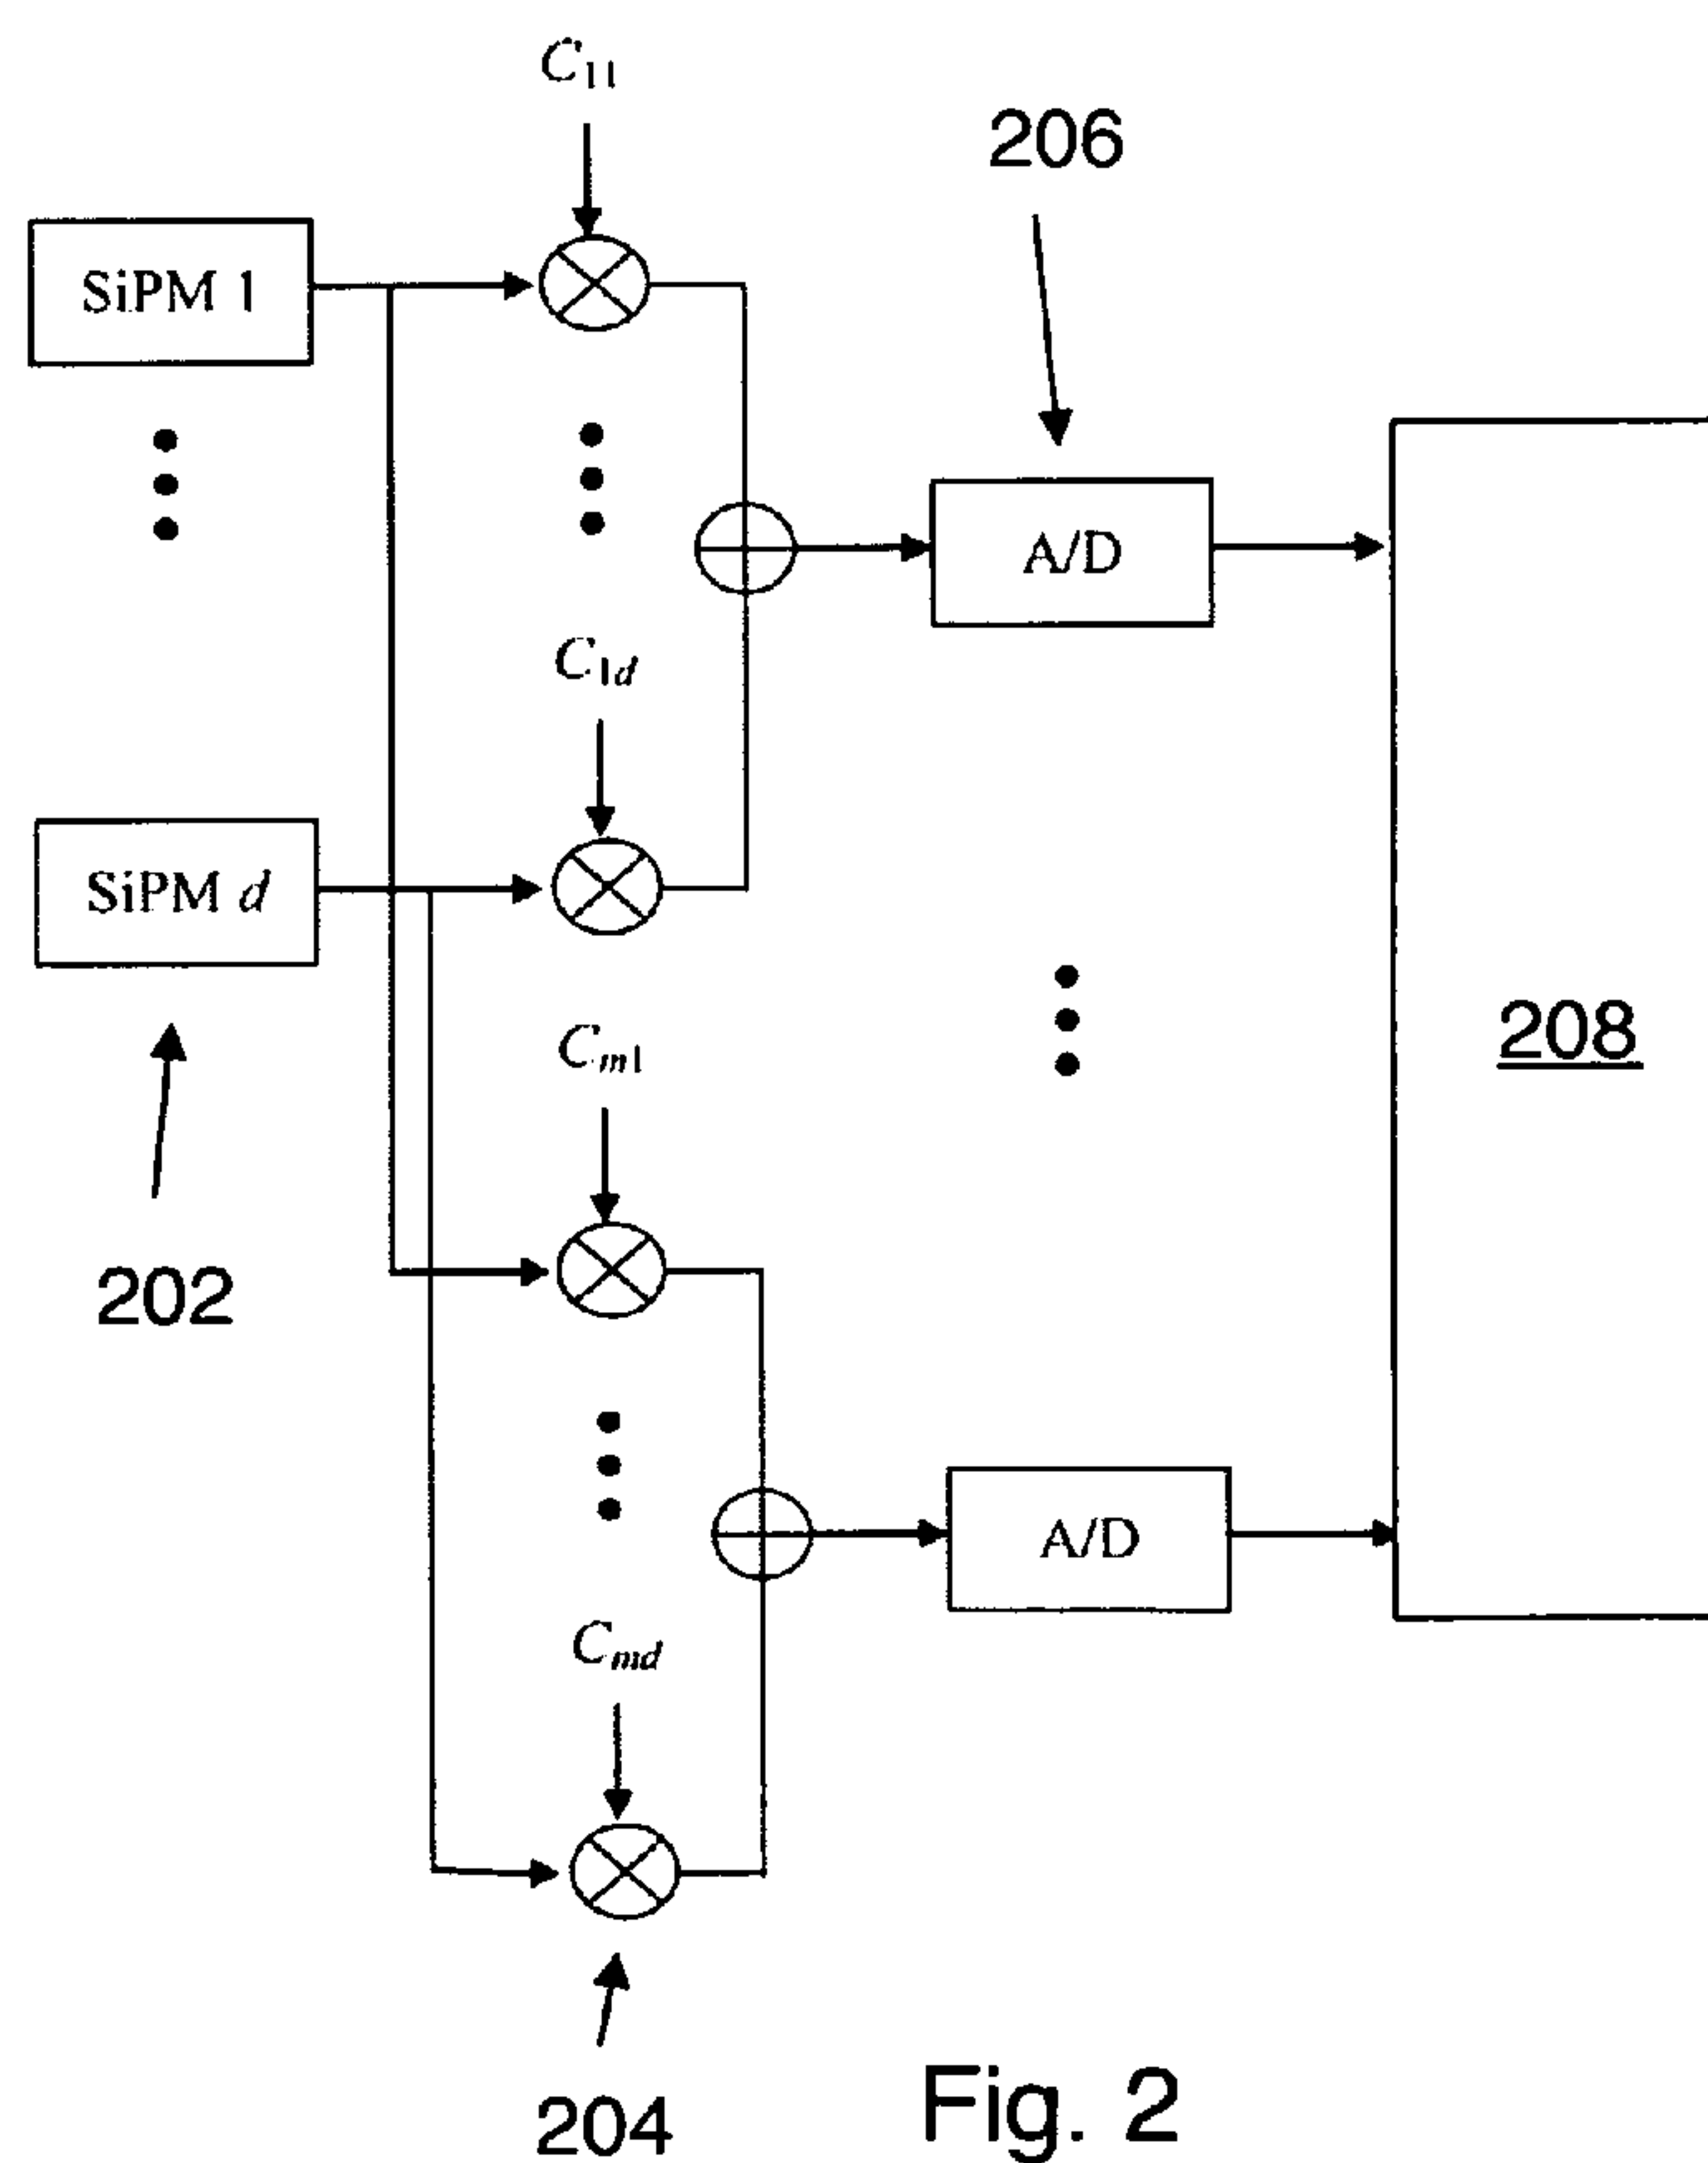 C₁₁
206
SiPM 1
A/D
C₁d
SiPM d
Cm1
208
202
A/D
Cmd
204
Fig. 2